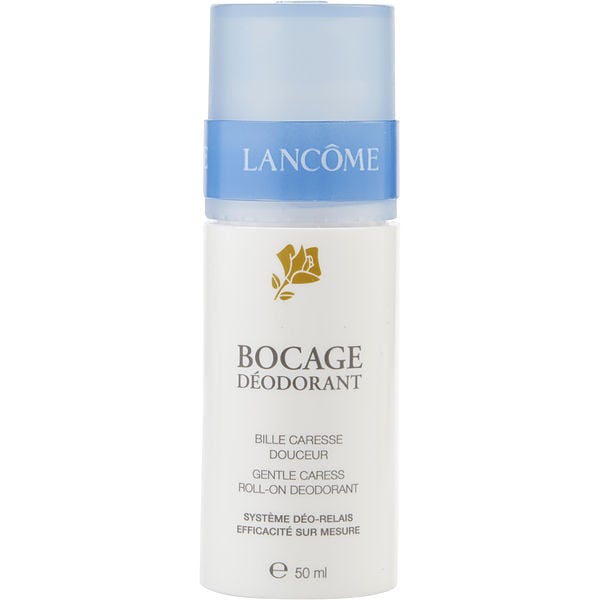 LANCÔME
BOCAGE
DÉODORANT
BILLE CARESSE
DOUCEUR
GENTLE CARESS
ROLL-ON DEODORANT
SYSTÈME DÉO-RELAIS
EFFICACITÉ SUR MESURE
℮ 50 ml